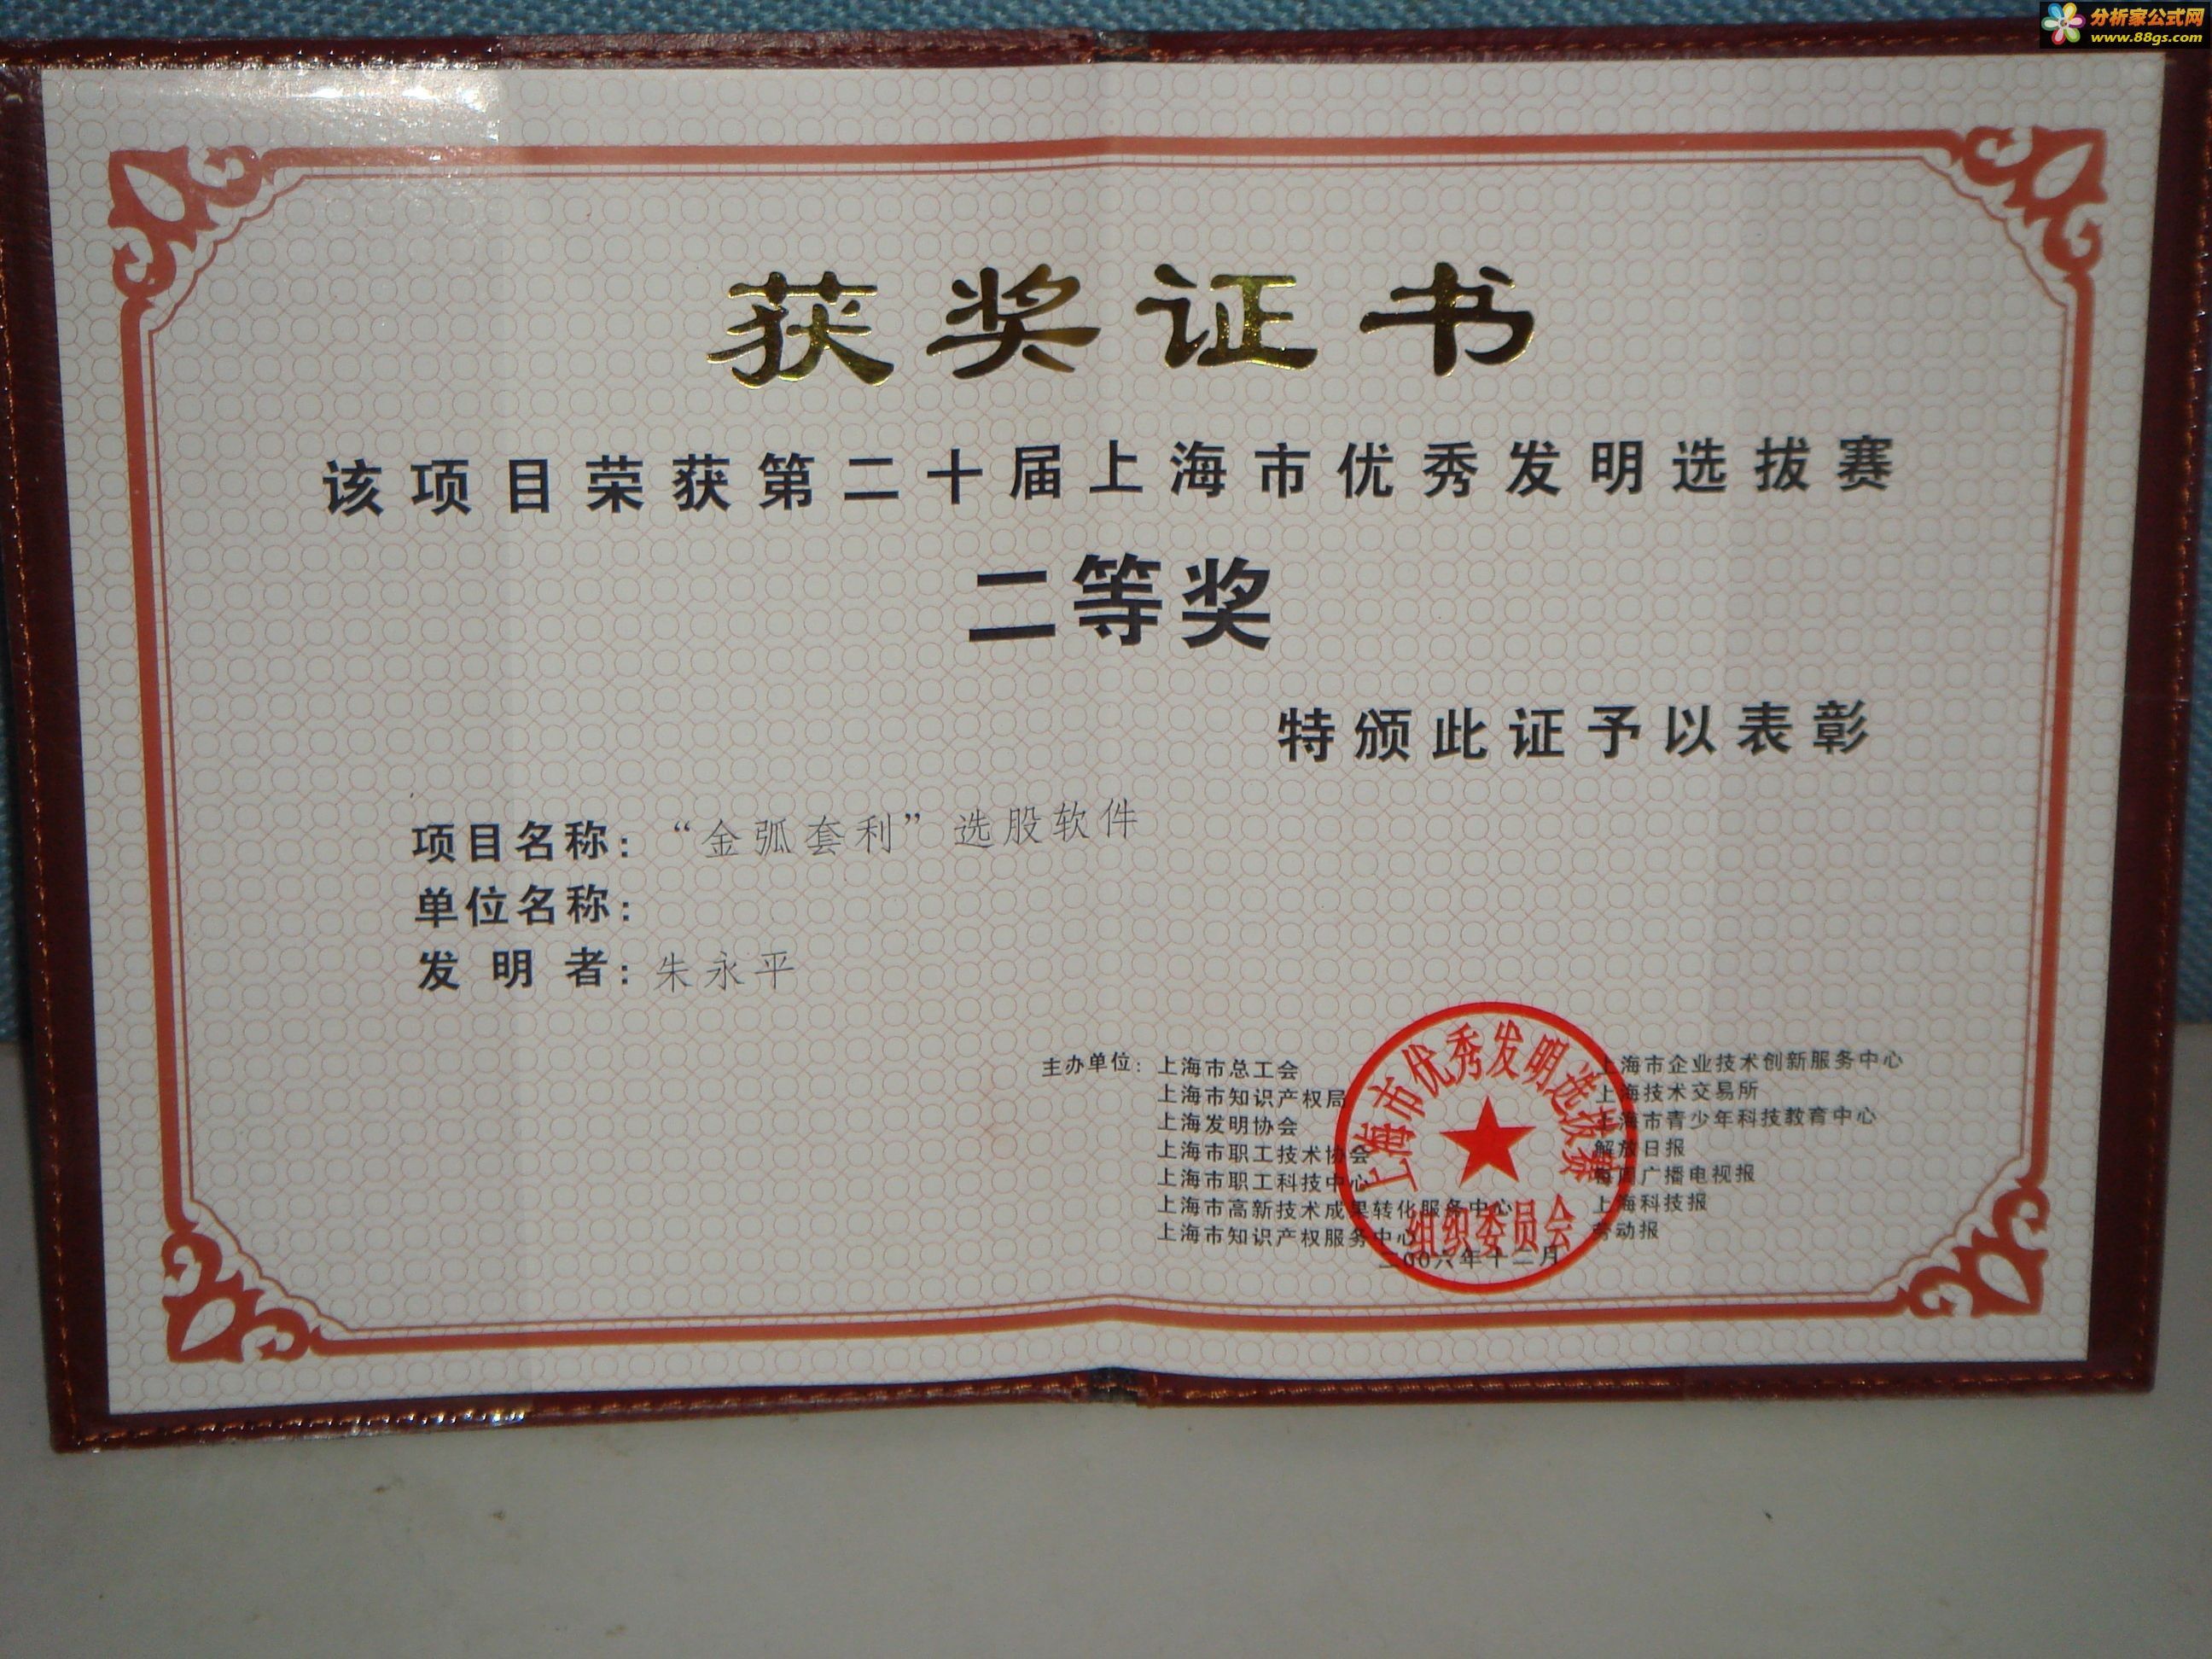 分析家公式网
www.88gs.com
获奖证书
该项目荣获第二十届上海市优秀发明选拔赛
二等奖
特颁此证予以表彰
项目名称：“金弧套利”选股软件
单位名称：
发明者：朱永平
主办单位：上海市总工会
上海市知识产权局
上海发明协会
上海市职工技术协会
上海市职工科技中心
上海市高新技术成果转化服务中心
上海市知识产权服务中心
上海市企业技术创新服务中心
上海技术交易所
上海市青少年科技教育中心
解放日报
每周广播电视报
上海科技报
劳动报
上海市优秀发明选拔赛
组织委员会
二00六年十二月